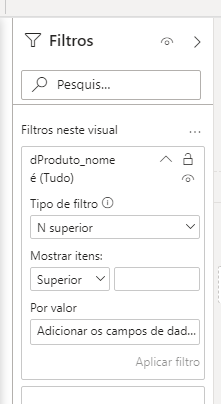 Filtros
Pesquis...
Filtros neste visual
...
dProduto_nome
é (Tudo)
Tipo de filtro
N superior
Mostrar itens:
Superior
Por valor
Adicionar os campos de dad...
Aplicar filtro